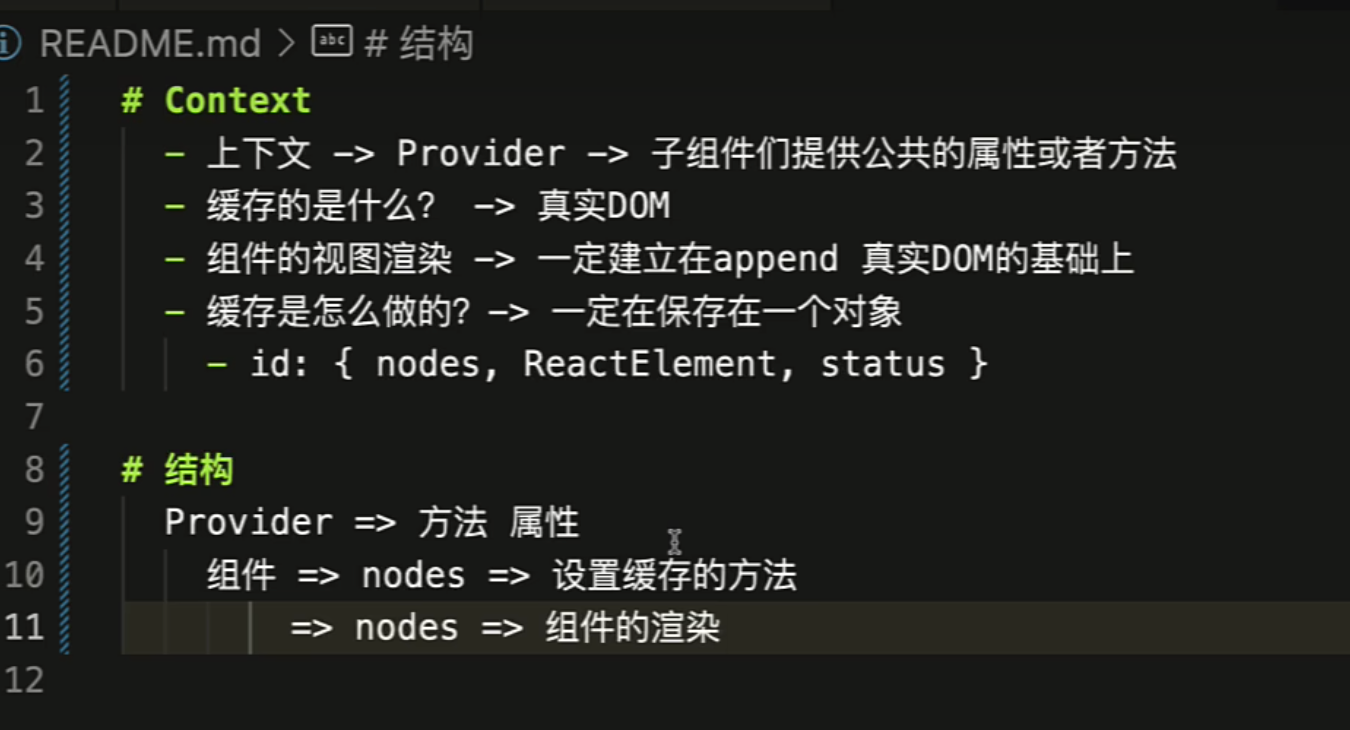 README.md > abc # 结构
1 # Context
2 - 上下文 -> Provider -> 子组件们提供公共的属性或者方法
3 - 缓存的是什么? -> 真实DOM
4 - 组件的视图渲染 -> 一定建立在append 真实DOM的基础上
5 - 缓存是怎么做的? -> 一定在保存在一个对象
6 - id: { nodes, ReactElement, status }
7
8 # 结构
9 Provider => 方法 属性
10 组件 => nodes => 设置缓存的方法
11 => nodes => 组件的渲染
12